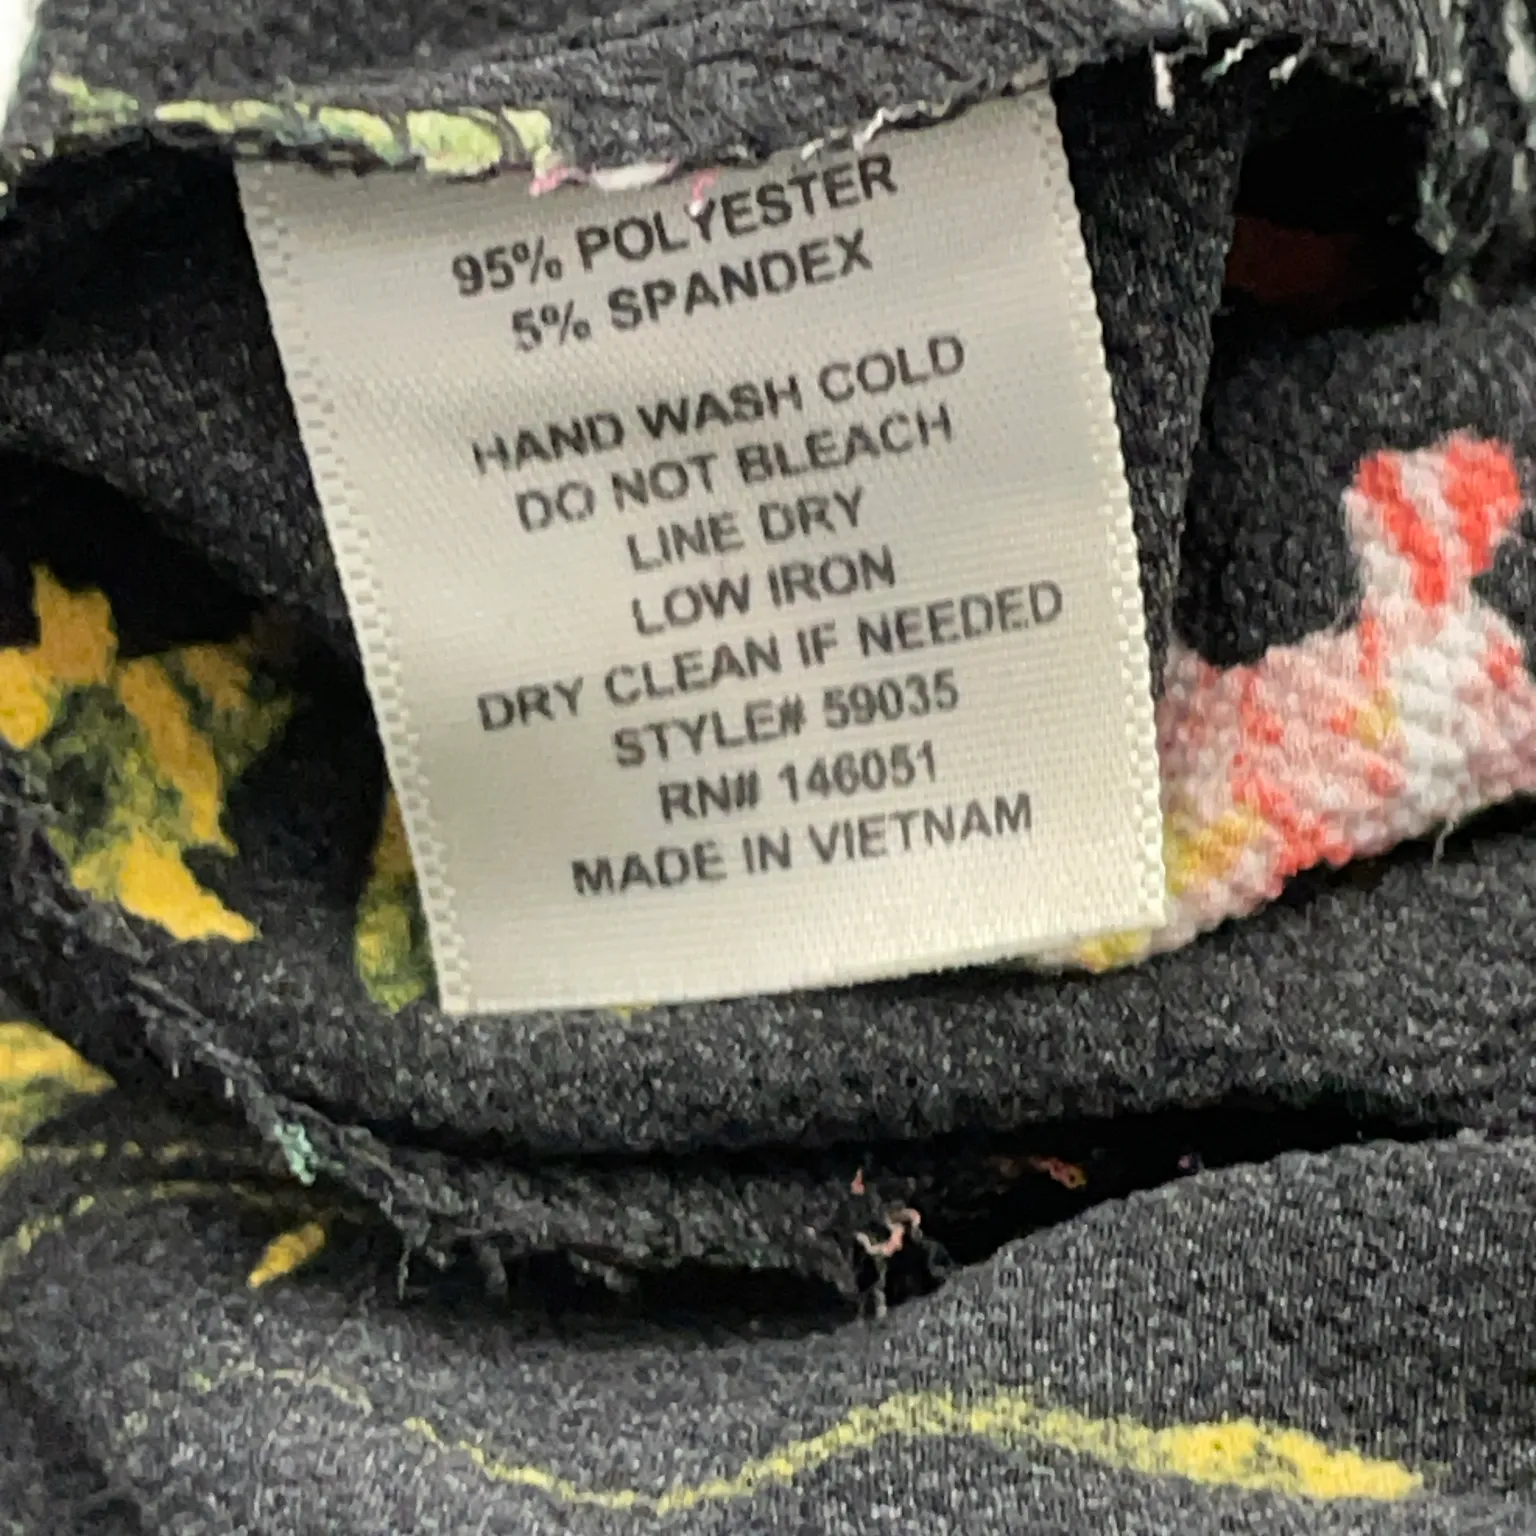 95% POLYESTER
5% SPANDEX
HAND WASH COLD
DO NOT BLEACH
LINE DRY
LOW IRON
DRY CLEAN IF NEEDED
STYLE# 59035
RN# 146051
MADE IN VIETNAM